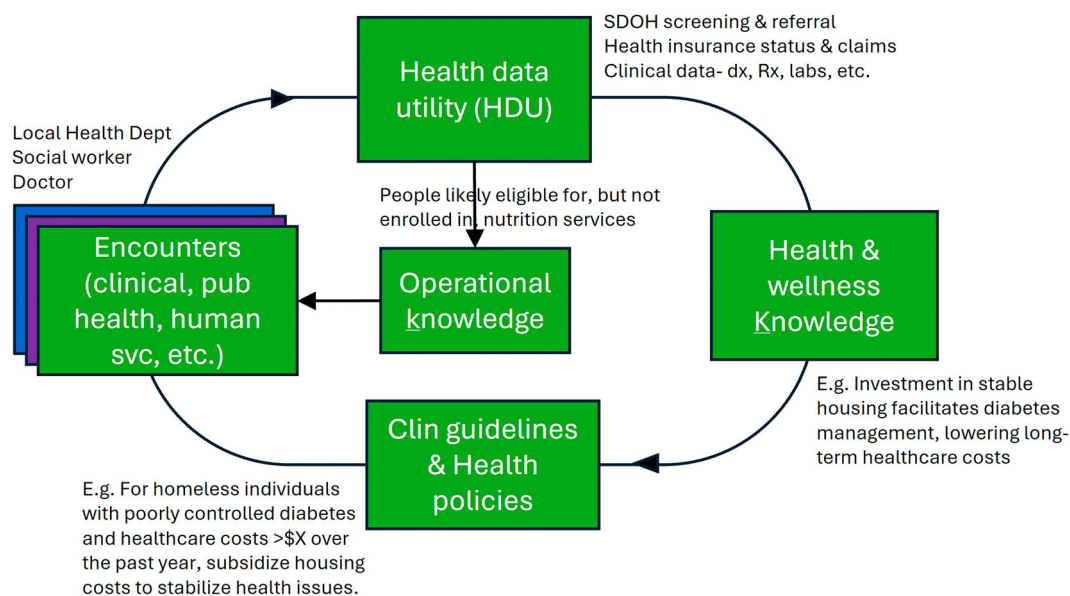 SDOH screening & referral
Health insurance status & claims
Clinical data- dx, Rx, labs, etc.
Health data
utility (HDU)
Local Health Dept
Social worker
Doctor
People likely eligible for, but not
enrolled in, nutrition services
Encounters
(clinical, pub
health, human
svc, etc.)
Operational
knowledge
Health &
wellness
Knowledge
E.g. Investment in stable
housing facilitates diabetes
management, lowering long-
term healthcare costs
Clin guidelines
& Health
policies
E.g. For homeless individuals
with poorly controlled diabetes
and healthcare costs >$X over
the past year, subsidize housing
costs to stabilize health issues.